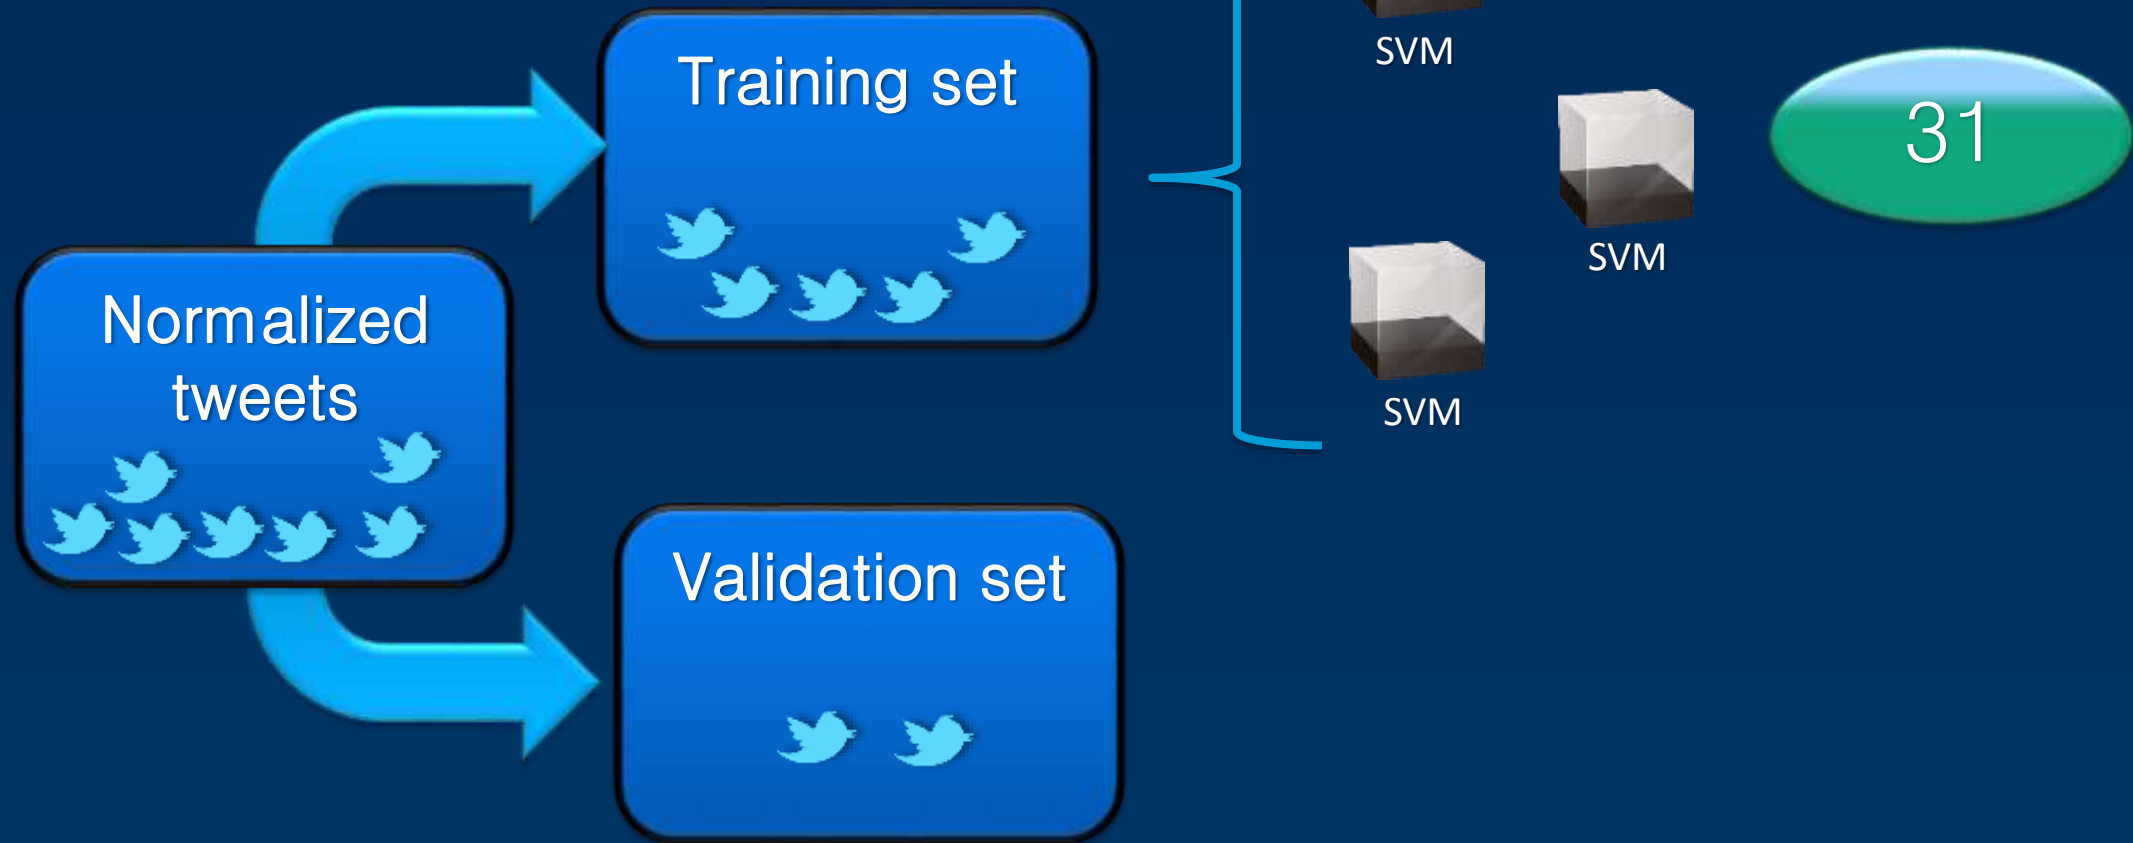 Training set
Normalized
tweets
Validation set
SVM
SVM
SVM
31